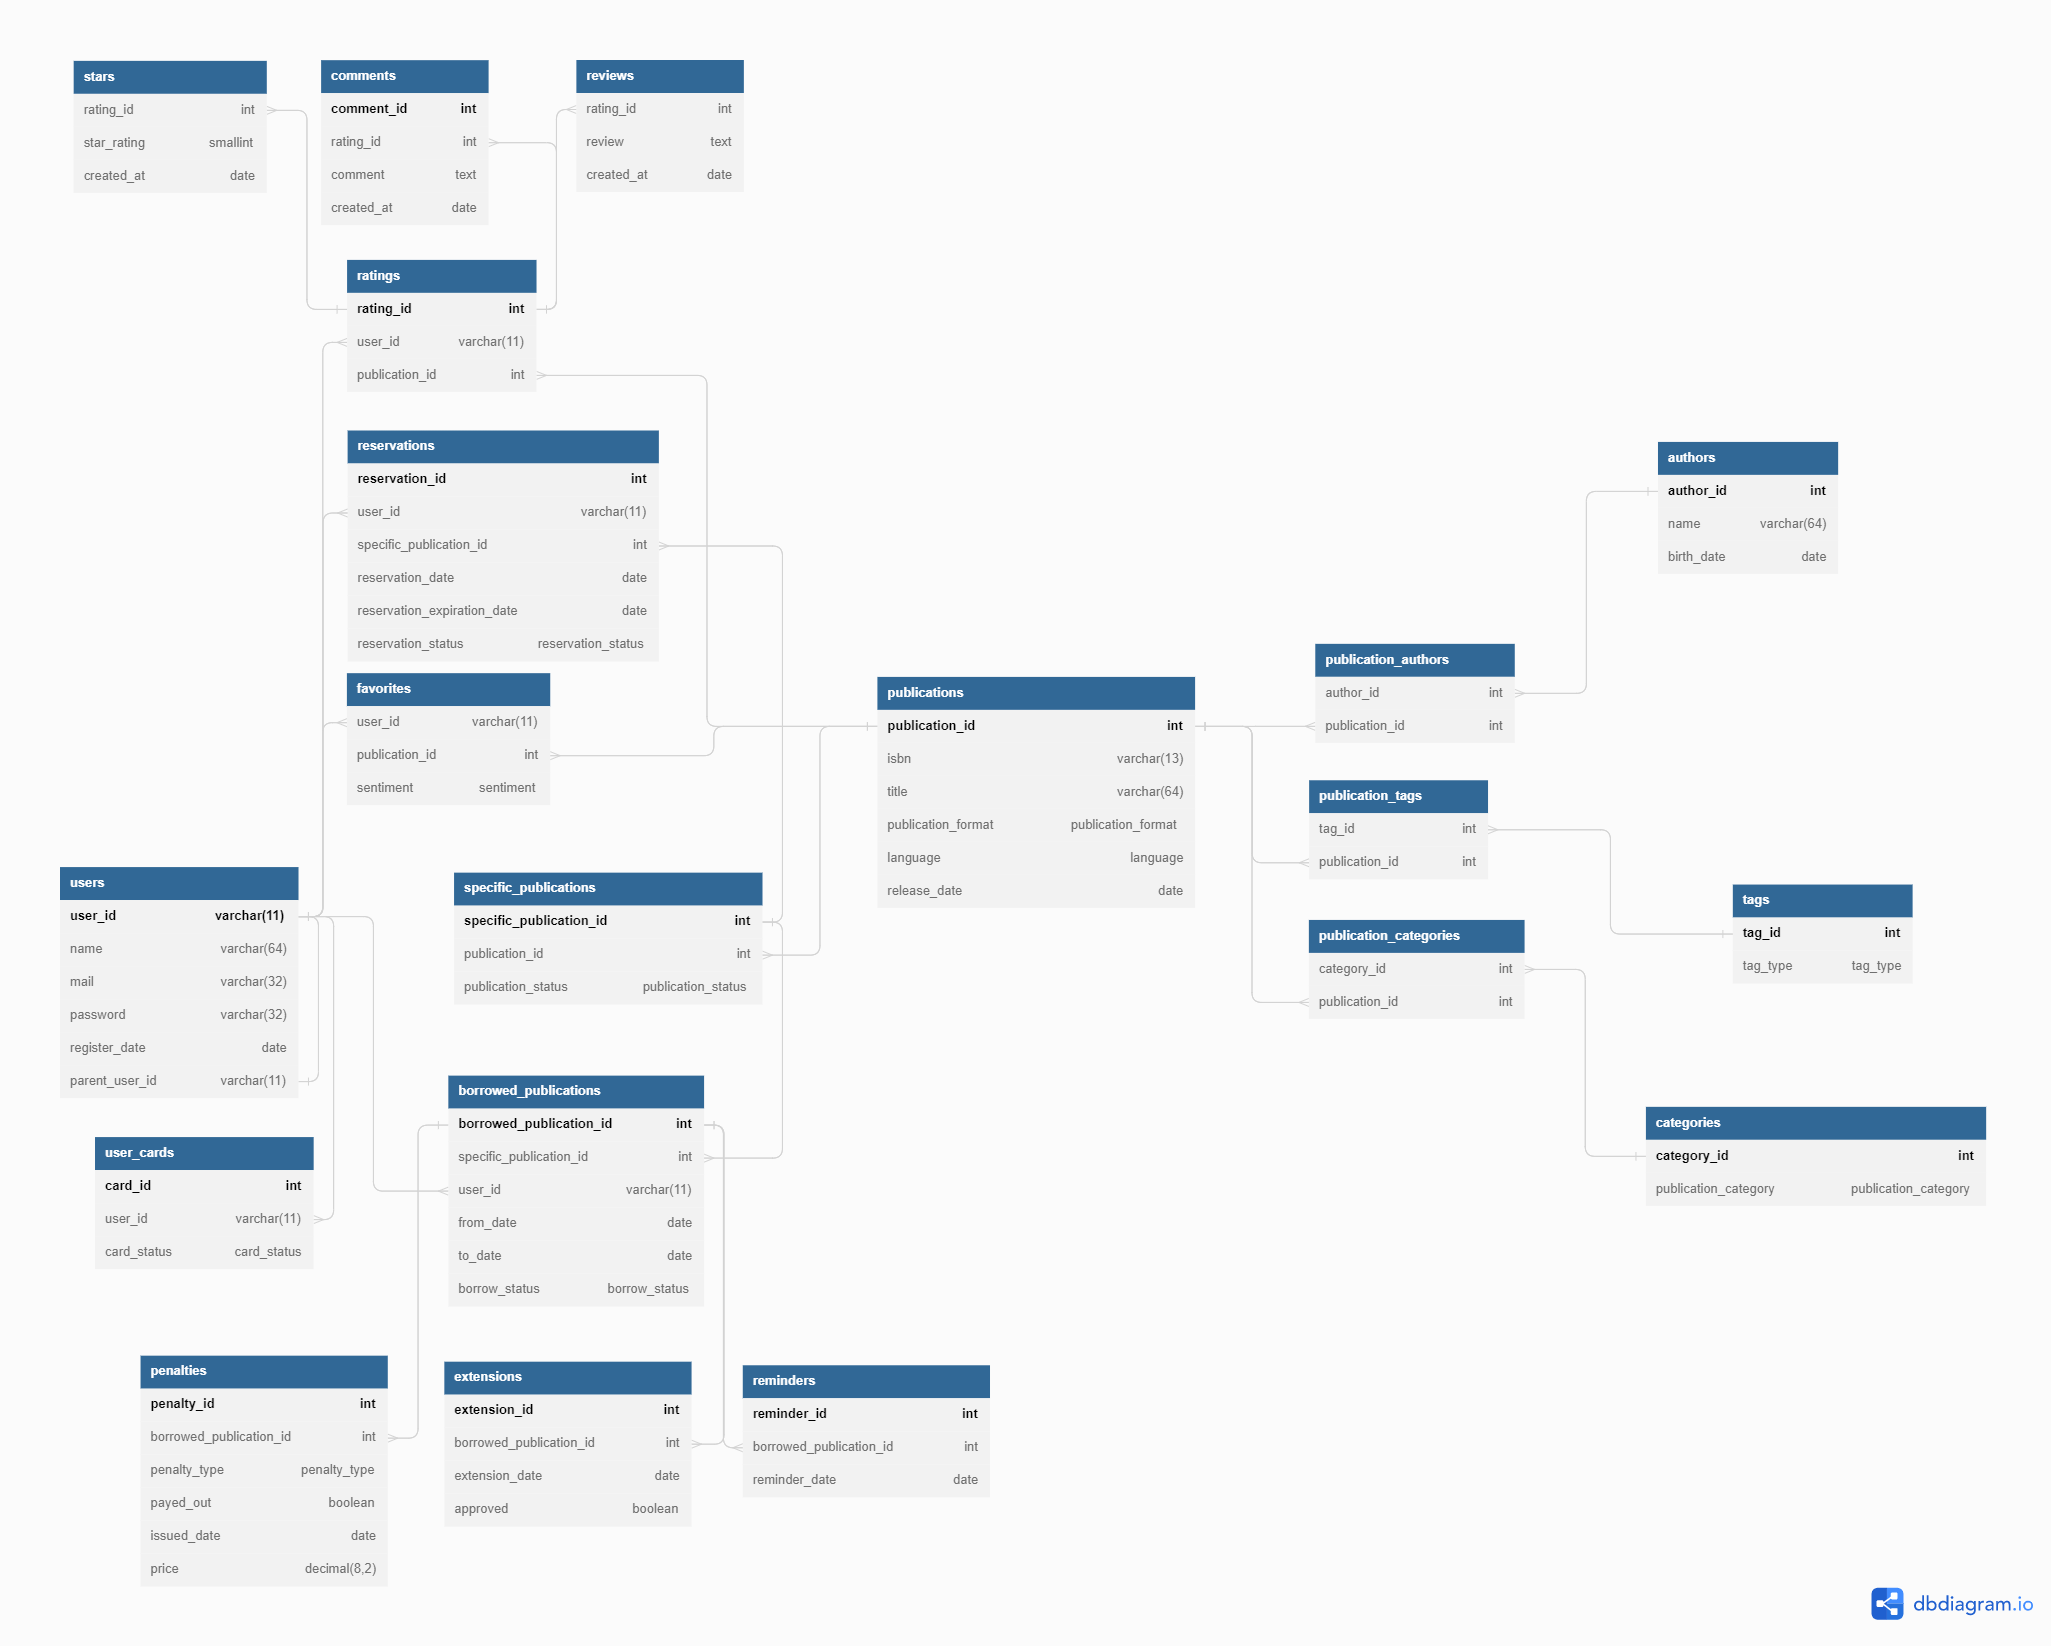 stars
rating_id int
star_rating smallint
created_at date
comments
comment_id int
rating_id int
comment text
created_at date
reviews
rating_id int
review text
created_at date
ratings
rating_id int
user_id varchar(11)
publication_id int
reservations
reservation_id int
user_id varchar(11)
specific_publication_id int
reservation_date date
reservation_expiration_date date
reservation_status reservation_status
favorites
user_id varchar(11)
publication_id int
sentiment sentiment
users
user_id varchar(11)
name varchar(64)
mail varchar(32)
password varchar(32)
register_date date
parent_user_id varchar(11)
user_cards
card_id int
user_id varchar(11)
card_status card_status
specific_publications
specific_publication_id int
publication_id int
publication_status publication_status
borrowed_publications
borrowed_publication_id int
specific_publication_id int
user_id varchar(11)
from_date date
to_date date
borrow_status borrow_status
penalties
penalty_id int
borrowed_publication_id int
penalty_type penalty_type
payed_out boolean
issued_date date
price decimal(8,2)
extensions
extension_id int
borrowed_publication_id int
extension_date date
approved boolean
reminders
reminder_id int
borrowed_publication_id int
reminder_date date
publications
publication_id int
isbn varchar(13)
title varchar(64)
publication_format publication_format
language language
release_date date
authors
author_id int
name varchar(64)
birth_date date
publication_authors
author_id int
publication_id int
publication_tags
tag_id int
publication_id int
tags
tag_id int
tag_type tag_type
publication_categories
category_id int
publication_id int
categories
category_id int
publication_category publication_category
dbdiagram.io